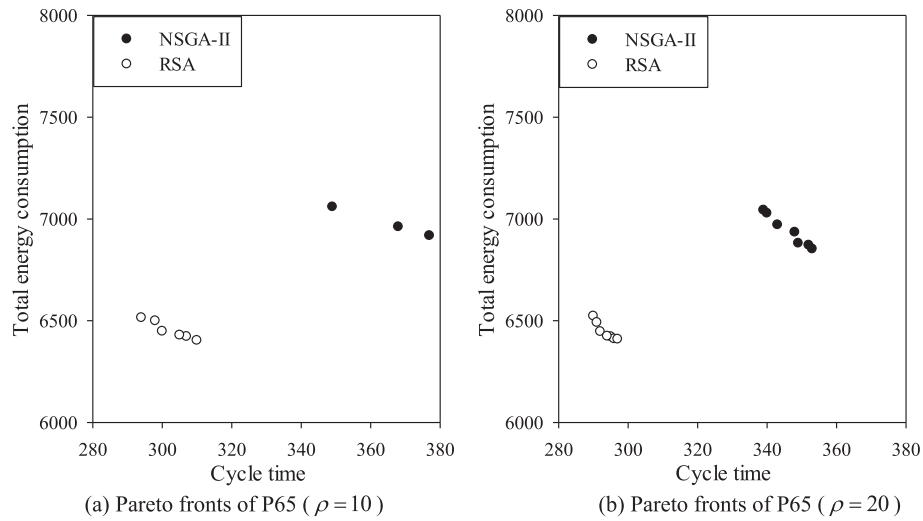 8000
7500
7000
6500
6000
Total energy consumption
NSGA-II
RSA
280 300 320 340 360 380
Cycle time
(a) Pareto fronts of P65 ( ρ = 10 )
8000
7500
7000
6500
6000
Total energy consumption
NSGA-II
RSA
280 300 320 340 360 380
Cycle time
(b) Pareto fronts of P65 ( ρ = 20 )